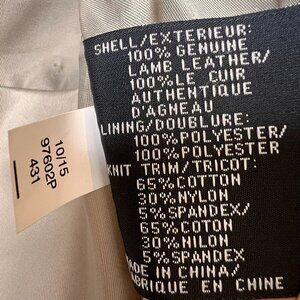 SHELL/EXTERIEUR:
100% GENUINE
LAMB LEATHER/
100% LE CUIR
AUTHENTIQUE
D'AGNEAU
LINING/DOUBLURE:
100% POLYESTER/
100% POLYESTER
KNIT TRIM/TRICOT:
65% COTTON
30% NYLON
5% SPANDEX/
65% COTON
30% NILON
5% SPANDEX
MADE IN CHINA/
FABRIQUE EN CHINE
10/15
97602P
431